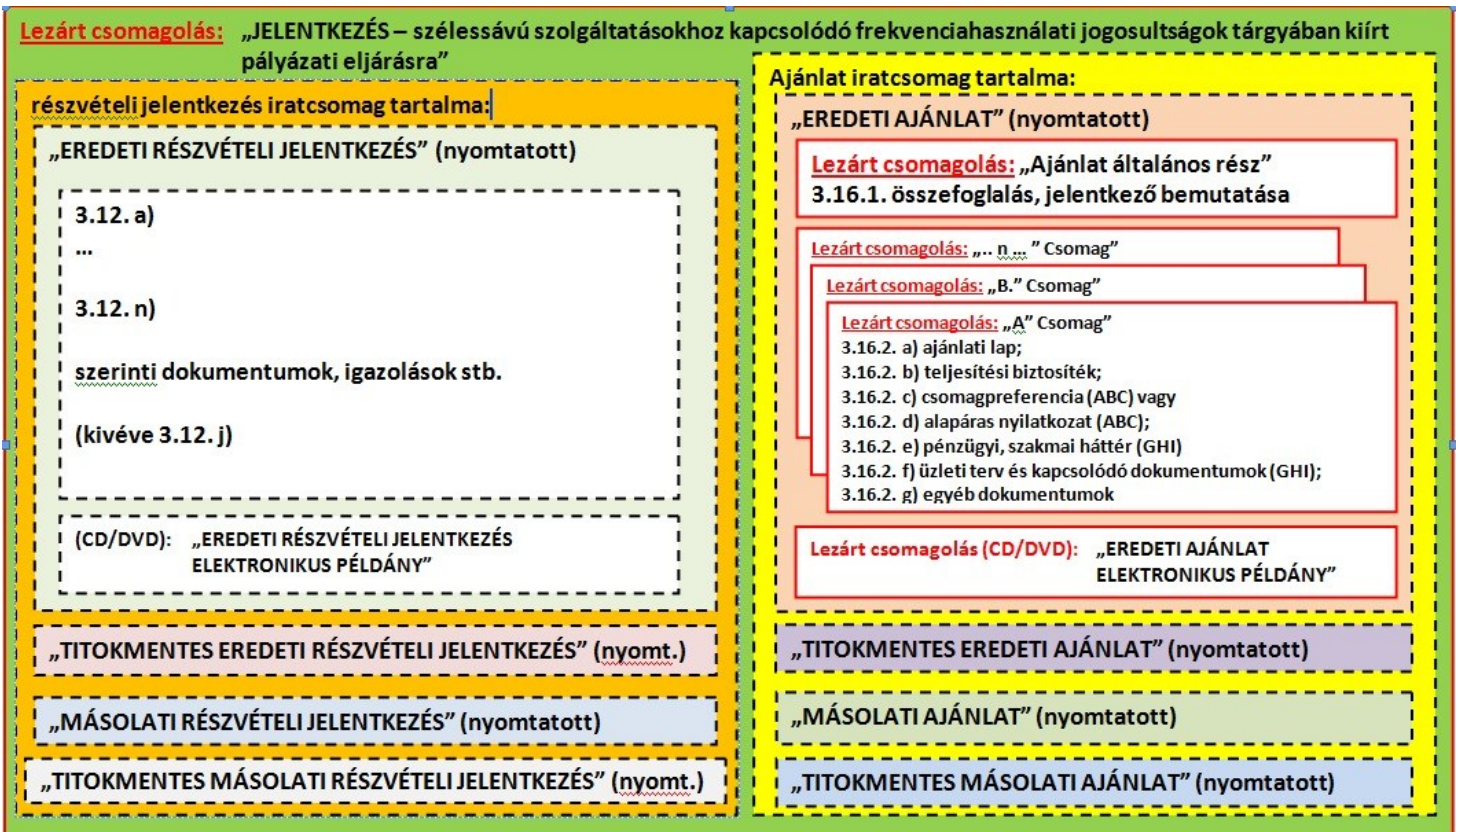 Lezárt csomagolás: „JELENTKEZÉS – szélessávú szolgáltatásokhoz kapcsolódó frekvenciahasználati jogosultságok tárgyában kiírt
pályázati eljárásra”
részvételi jelentkezés iratcsomag tartalma:
„EREDETI RÉSZVÉTELI JELENTKEZÉS” (nyomtatott)
3.12. a)
...
3.12. n)
szerinti dokumentumok, igazolások stb.
(kivéve 3.12. j)
(CD/DVD): „EREDETI RÉSZVÉTELI JELENTKEZÉS
ELEKTRONIKUS PÉLDÁNY”
„TITOKMENTES EREDETI RÉSZVÉTELI JELENTKEZÉS” (nyomt.)
„MÁSOLATI RÉSZVÉTELI JELENTKEZÉS” (nyomtatott)
„TITOKMENTES MÁSOLATI RÉSZVÉTELI JELENTKEZÉS” (nyomt.)
Ajánlat iratcsomag tartalma:
„EREDETI AJÁNLAT” (nyomtatott)
Lezárt csomagolás: „Ajánlat általános rész”
3.16.1. összefoglalás, jelentkező bemutatása
Lezárt csomagolás: „.. n ... ” Csomag”
Lezárt csomagolás: „B.” Csomag”
Lezárt csomagolás: „A” Csomag”
3.16.2. a) ajánlati lap;
3.16.2. b) teljesítési biztosíték;
3.16.2. c) csomagpreferencia (ABC) vagy
3.16.2. d) alapáras nyilatkozat (ABC);
3.16.2. e) pénzügyi, szakmai háttér (GHI)
3.16.2. f) üzleti terv és kapcsolódó dokumentumok (GHI);
3.16.2. g) egyéb dokumentumok
Lezárt csomagolás (CD/DVD): „EREDETI AJÁNLAT
ELEKTRONIKUS PÉLDÁNY”
„TITOKMENTES EREDETI AJÁNLAT” (nyomtatott)
„MÁSOLATI AJÁNLAT” (nyomtatott)
„TITOKMENTES MÁSOLATI AJÁNLAT” (nyomtatott)